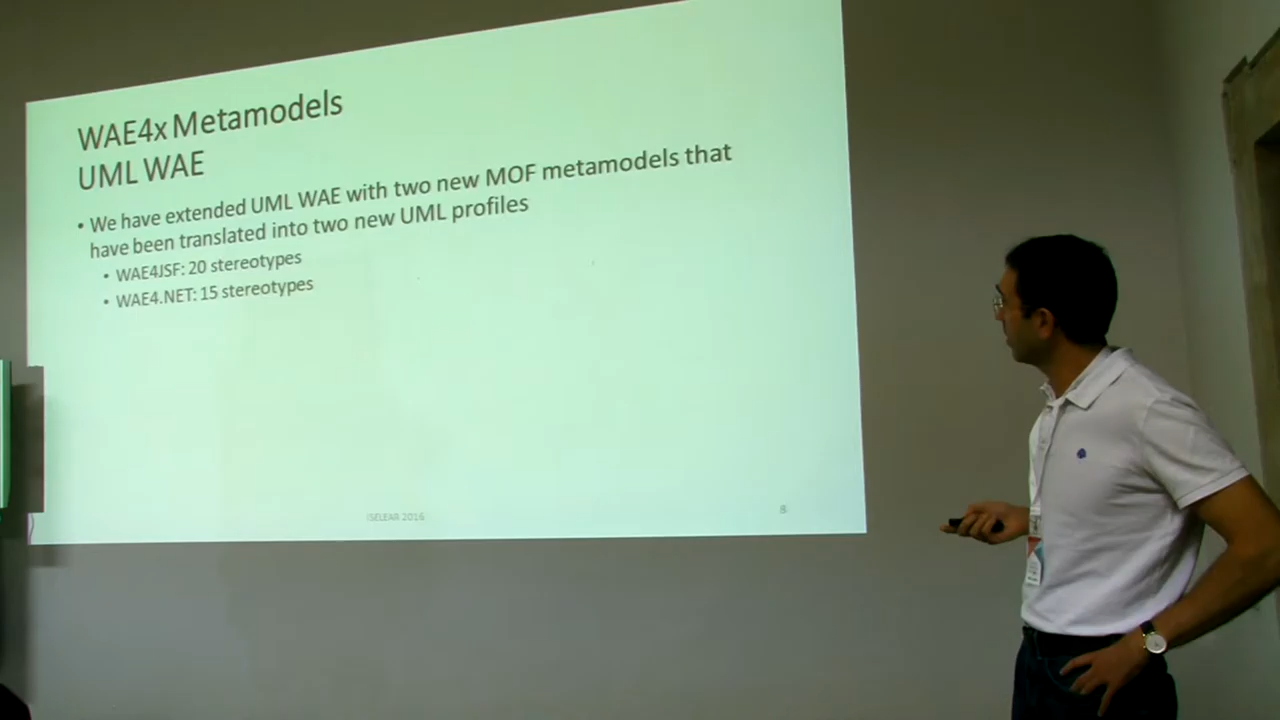 WAE4x Metamodels
UML WAE
• We have extended UML WAE with two new MOF metamodels that
have been translated into two new UML profiles
• WAE4JSF: 20 stereotypes
• WAE4.NET: 15 stereotypes
ISELEAR 2016
8